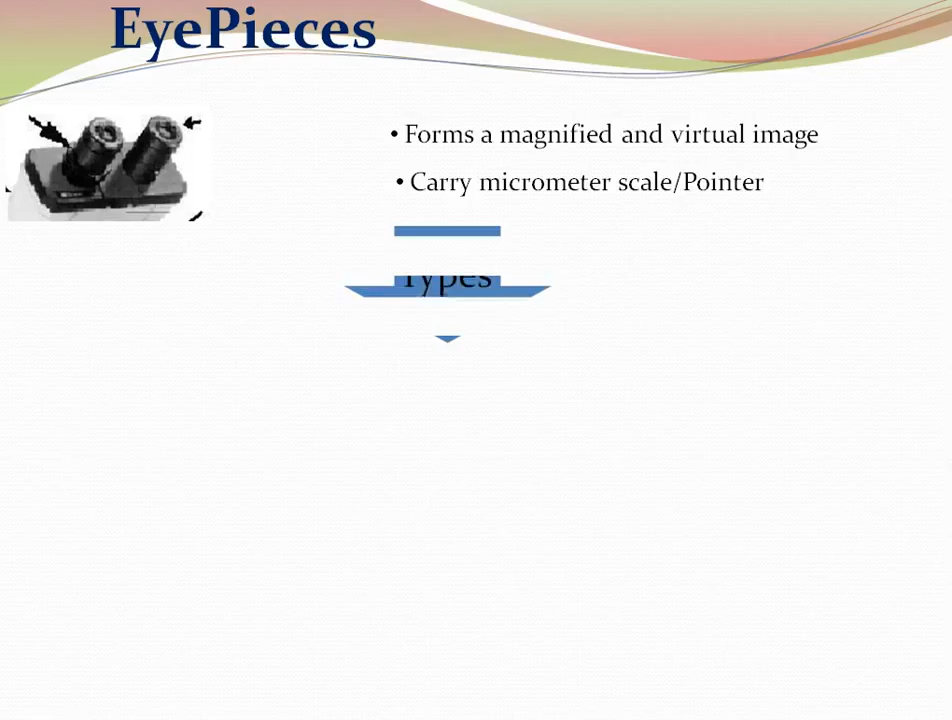 EyePieces
• Forms a magnified and virtual image
• Carry micrometer scale/Pointer
Types